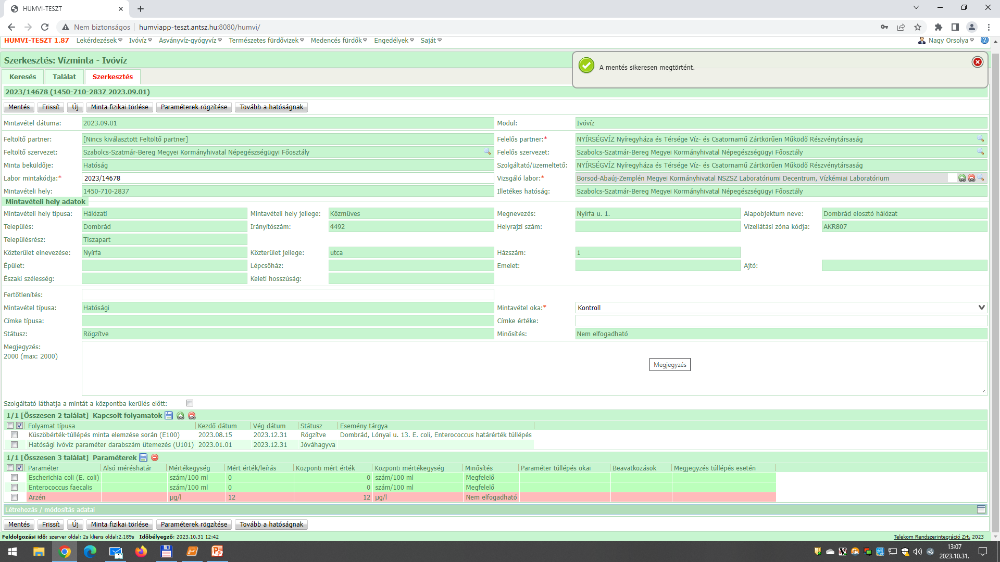 HUMVI-TESZT
Nem biztonságos humviapp-teszt.antsz.hu:8080/humvi/
HUMVI-TESZT 1.87 Lekérdezések Ivóvíz Ásványvíz-gyógyvíz Természetes fürdővizek Medencés fürdők Engedélyek Saját Nagy Orsolya
Szerkesztés: Vízminta - Ivóvíz
A mentés sikeresen megtörtént.
Keresés Találat Szerkesztés
2023/14678 (1450-710-2837 2023.09.01)
Mentés Frissít Új Minta fizikai törlése Paraméterek rögzítése Tovább a hatóságnak
Mintavétel dátuma: 2023.09.01 Modul: Ivóvíz
Feltöltő partner: [Nincs kiválasztott Feltöltő partner] Felelős partner:* NYÍRSÉGVÍZ Nyíregyháza és Térsége Víz- és Csatornamű Zártkörűen Működő Részvénytársaság
Feltöltő szervezet: Szabolcs-Szatmár-Bereg Megyei Kormányhivatal Népegészségügyi Főosztály Felelős szervezet: Szabolcs-Szatmár-Bereg Megyei Kormányhivatal Népegészségügyi Főosztály
Minta beküldője: Hatóság Szolgáltató/üzemeltető: NYÍRSÉGVÍZ Nyíregyháza és Térsége Víz- és Csatornamű Zártkörűen Működő Részvénytársaság
Labor mintakódja:* 2023/14678 Vizsgáló labor:* Borsod-Abaúj-Zemplén Megyei Kormányhivatal NSZSZ Laboratóriumi Decentrum, Vízkémiai Laboratórium
Mintavételi hely: 1450-710-2837 Illetékes hatóság: Szabolcs-Szatmár-Bereg Megyei Kormányhivatal Népegészségügyi Főosztály
Mintavételi hely adatok
Mintavételi hely típusa: Hálózati Mintavételi hely jellege: Közműves Megnevezés: Nyírfa u. 1. Alapobjektum neve: Dombrád elosztó hálózat
Település: Dombrád Irányítószám: 4492 Helyrajzi szám: Vízellátási zóna kódja: AKR807
Településrész: Tiszapart
Közterület elnevezése: Nyírfa Közterület jellege: utca Házszám: 1
Épület: Lépcsőház: Emelet: Ajtó:
Északi szélesség: Keleti hosszúság:
Fertőtlenítés:
Mintavétel típusa: Hatósági Mintavétel oka:* Kontroll
Címke típusa: Címke értéke:
Státusz: Rögzítve Minősítés: Nem elfogadható
Megjegyzés:
2000 (max: 2000)
Megjegyzés
Szolgáltató láthatja a mintát a központba kerülés előtt:
1/1 [Összesen 2 találat] Kapcsolt folyamatok
Folyamat típusa Kezdő dátum Vég dátum Státusz Esemény tárgya
Küszöbérték-túllépés minta elemzése során (E100) 2023.08.15 2023.12.31 Rögzítve Dombrád, Lónyai u. 13. E. coli, Enterococcus határérték túllépés
Hatósági ivóvíz paraméter darabszám ütemezés (U101) 2023.01.01 2023.12.31 Jóváhagyva
1/1 [Összesen 3 találat] Paraméterek
Paraméter Alsó méréshatár Mértékegység Mért érték/leírás Központi mért érték Központi mértékegység Minősítés Paraméter túllépés okai Beavatkozások Megjegyzés túllépés esetén
Escherichia coli (E. coli) szám/100 ml 0 0 szám/100 ml Megfelelő
Enterococcus faecalis szám/100 ml 0 0 szám/100 ml Megfelelő
Arzén µg/l 12 12 µg/l Nem elfogadható
Létrehozás / módosítás adatai
Mentés Frissít Új Minta fizikai törlése Paraméterek rögzítése Tovább a hatóságnak
Feldolgozási idő: szerver oldal: 2s kliens oldal:2,189s Időbélyegző: 2023.10.31 12:42 Telekom Rendszerintegráció Zrt. 2023
13:07
2023.10.31.